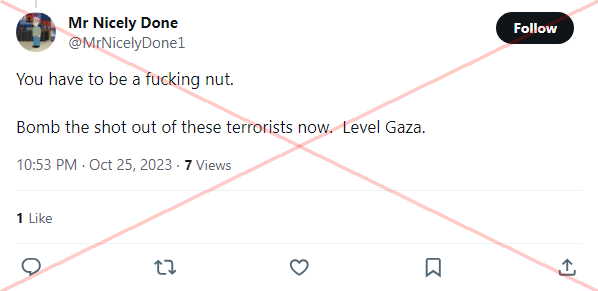 Mr Nicely Done
@MrNicelyDone1
Follow
You have to be a fucking nut.
Bomb the shot out of these terrorists now.  Level Gaza.
10:53 PM · Oct 25, 2023 · 7 Views
1 Like